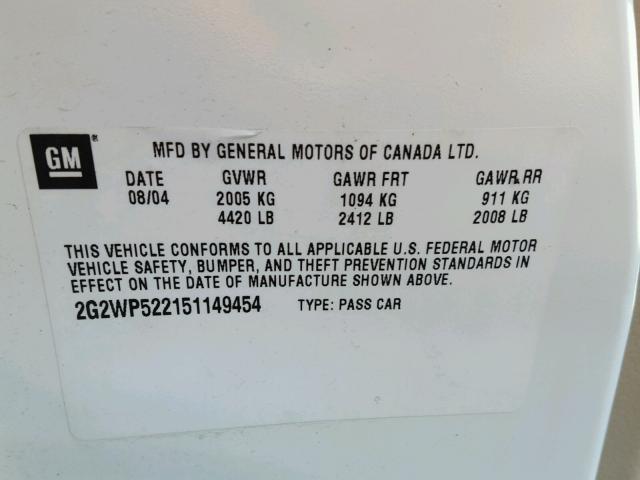 GM®
MFD BY GENERAL MOTORS OF CANADA LTD.
DATE GVWR GAWR FRT GAWR RR
08/04 2005 KG 1094 KG 911 KG
4420 LB 2412 LB 2008 LB
THIS VEHICLE CONFORMS TO ALL APPLICABLE U.S. FEDERAL MOTOR
VEHICLE SAFETY, BUMPER, AND THEFT PREVENTION STANDARDS IN
EFFECT ON THE DATE OF MANUFACTURE SHOWN ABOVE.
2G2WP522151149454 TYPE: PASS CAR